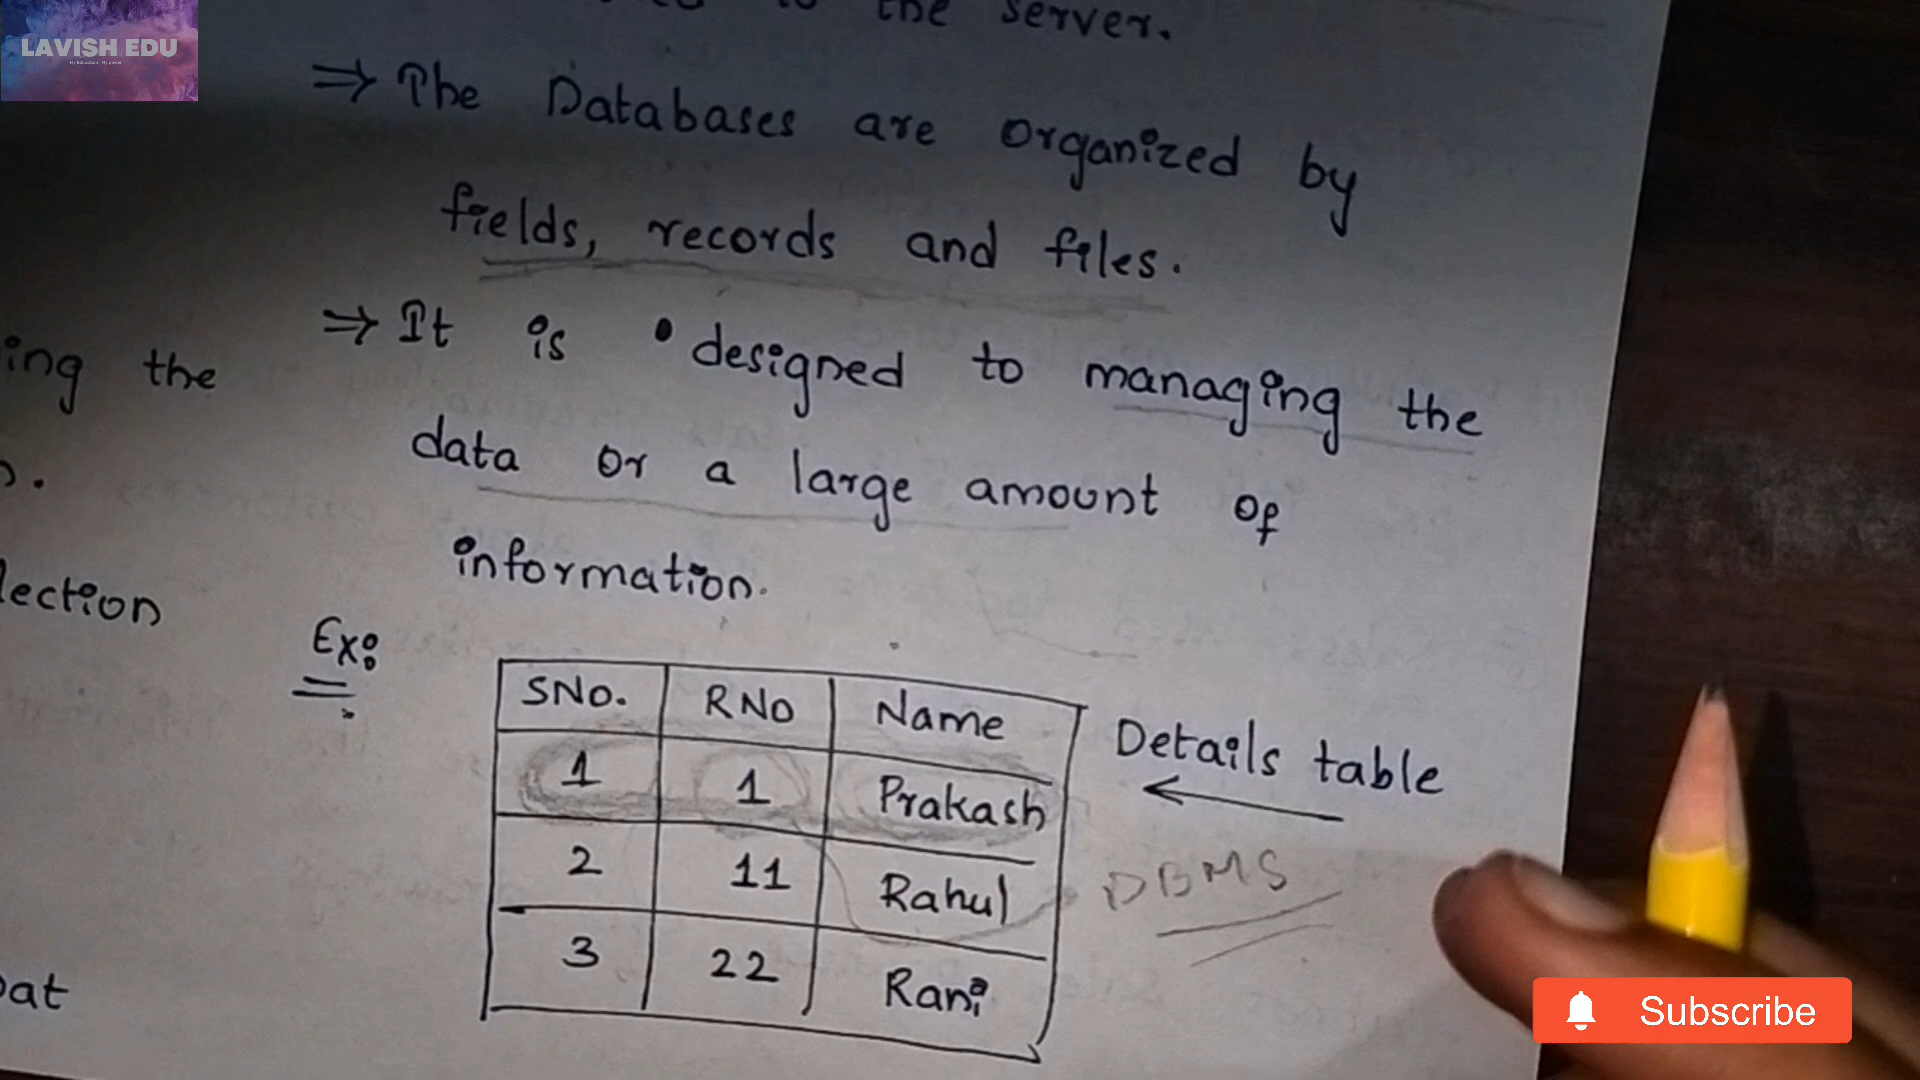 LAVISH EDU
the server.
⇒ The Databases are organized by
fields, records and files.
⇒ It is designed to managing the
data or a large amount of
information.
ing the
lection
Ex:
SNo. RNO Name
1 1 Prakash
2 11 Rahul
3 22 Rani
Details table
←
DBMS
Subscribe